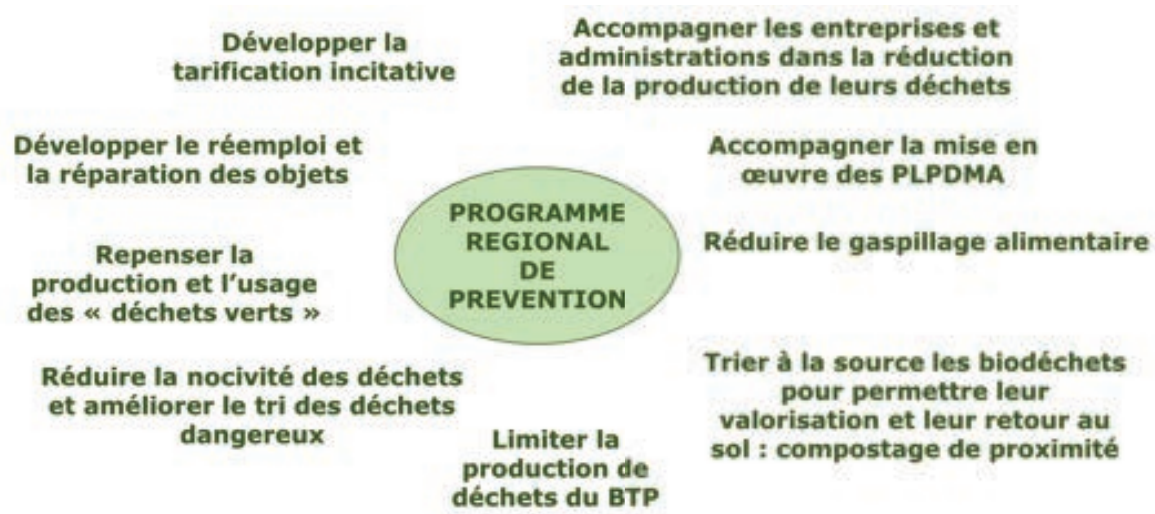 Développer la
tarification incitative
Accompagner les entreprises et
administrations dans la réduction
de la production de leurs déchets
Développer le réemploi et
la réparation des objets
Accompagner la mise en
œuvre des PLPDMA
PROGRAMME
REGIONAL
DE
PREVENTION
Réduire le gaspillage alimentaire
Repenser la
production et l'usage
des « déchets verts »
Trier à la source les biodéchets
pour permettre leur
valorisation et leur retour au
sol : compostage de proximité
Réduire la nocivité des déchets
et améliorer le tri des déchets
dangereux
Limiter la
production de
déchets du BTP